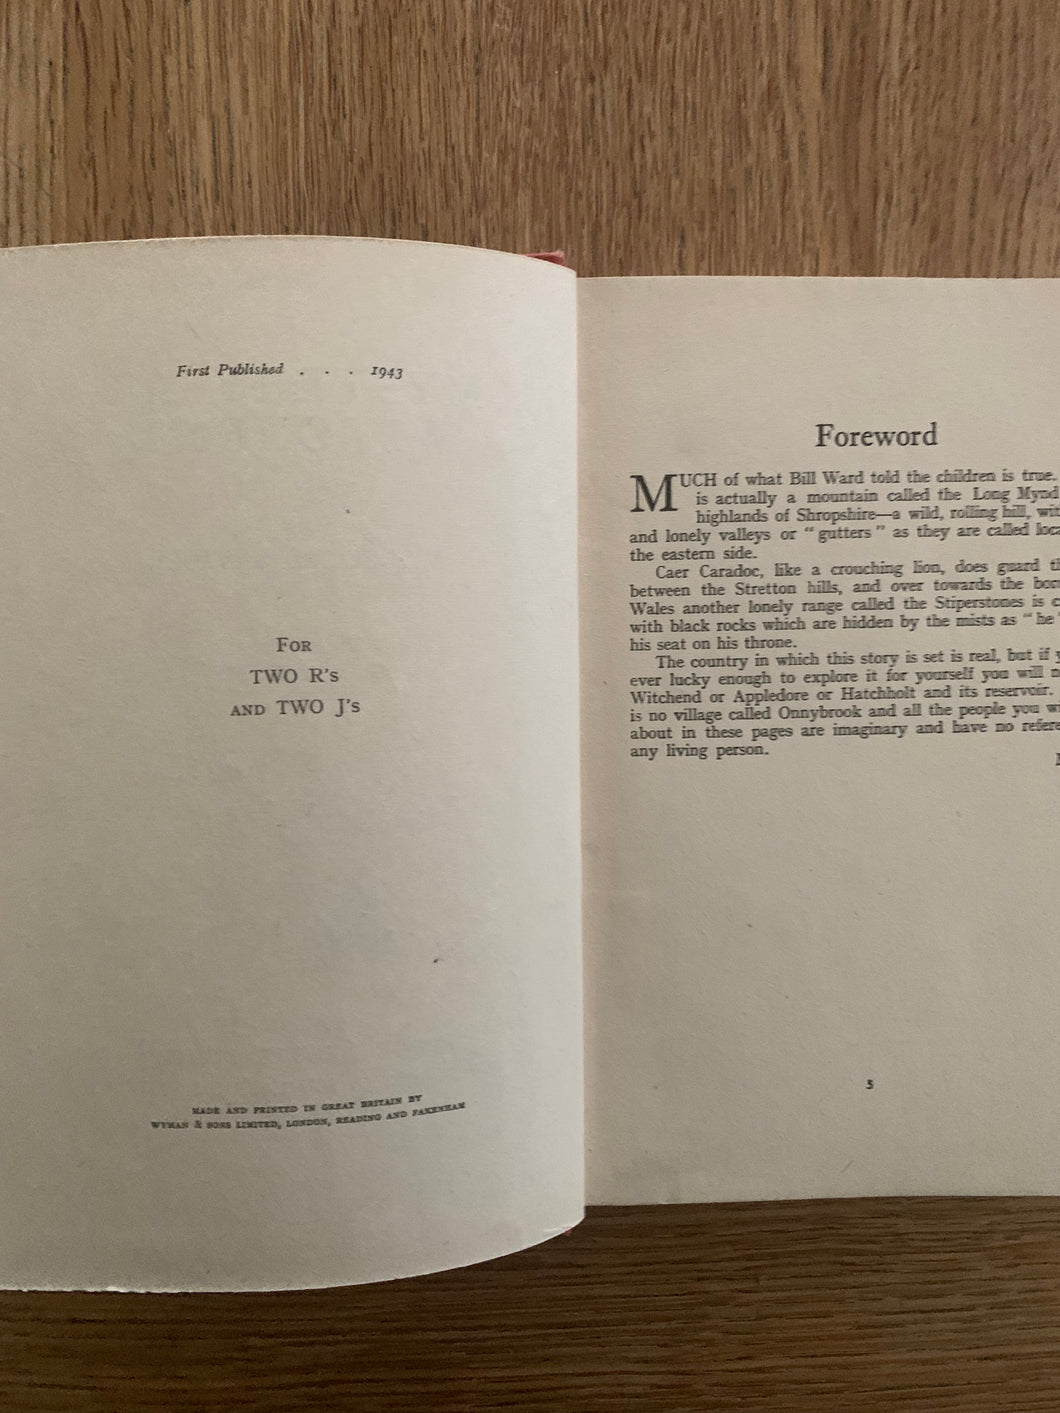 First Published . . . 1943
FOR
TWO R's
AND TWO J's
MADE AND PRINTED IN GREAT BRITAIN BY
WYMAN & SONS LIMITED, LONDON, READING AND FAKENHAM
Foreword
MUCH of what Bill Ward told the children is true.
is actually a mountain called the Long Mynd
highlands of Shropshire—a wild, rolling hill, wit
and lonely valleys or "gutters" as they are called loca
the eastern side.
Caer Caradoc, like a crouching lion, does guard th
between the Stretton hills, and over towards the bor
Wales another lonely range called the Stiperstones is c
with black rocks which are hidden by the mists as "he"
his seat on his throne.
The country in which this story is set is real, but if y
ever lucky enough to explore it for yourself you will n
Witchend or Appledore or Hatchholt and its reservoir.
is no village called Onnybrook and all the people you w
about in these pages are imaginary and have no refere
any living person.
5